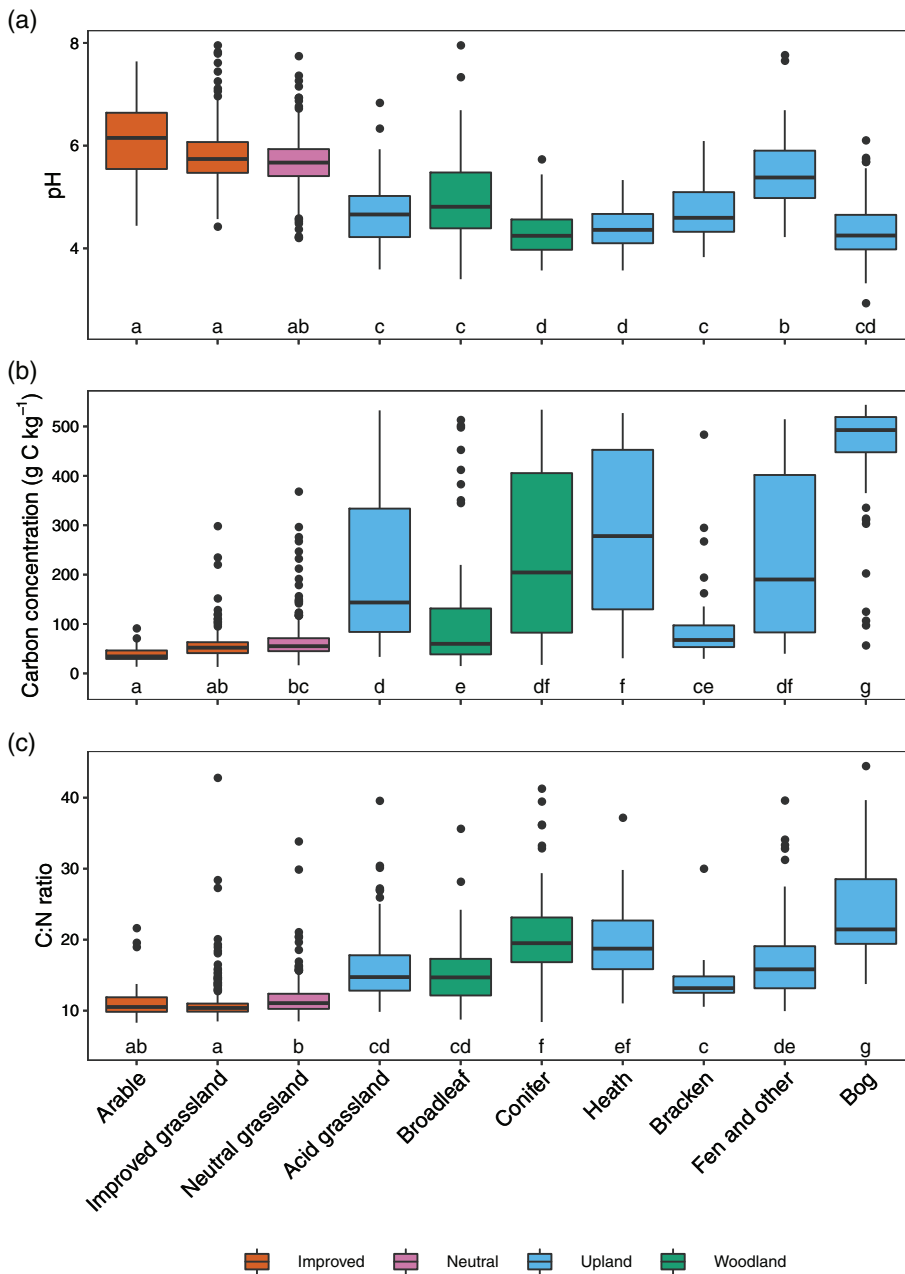 (a)
pH
8
6
4
a a ab c c d d c b cd
(b)
Carbon concentration (g C kg⁻¹)
500
400
300
200
100
0
a ab bc d e df f ce df g
(c)
C:N ratio
40
30
20
10
ab a b cd cd f ef c de g
Arable
Improved grassland
Neutral grassland
Acid grassland
Broadleaf
Conifer
Heath
Bracken
Fen and other
Bog
Improved Neutral Upland Woodland